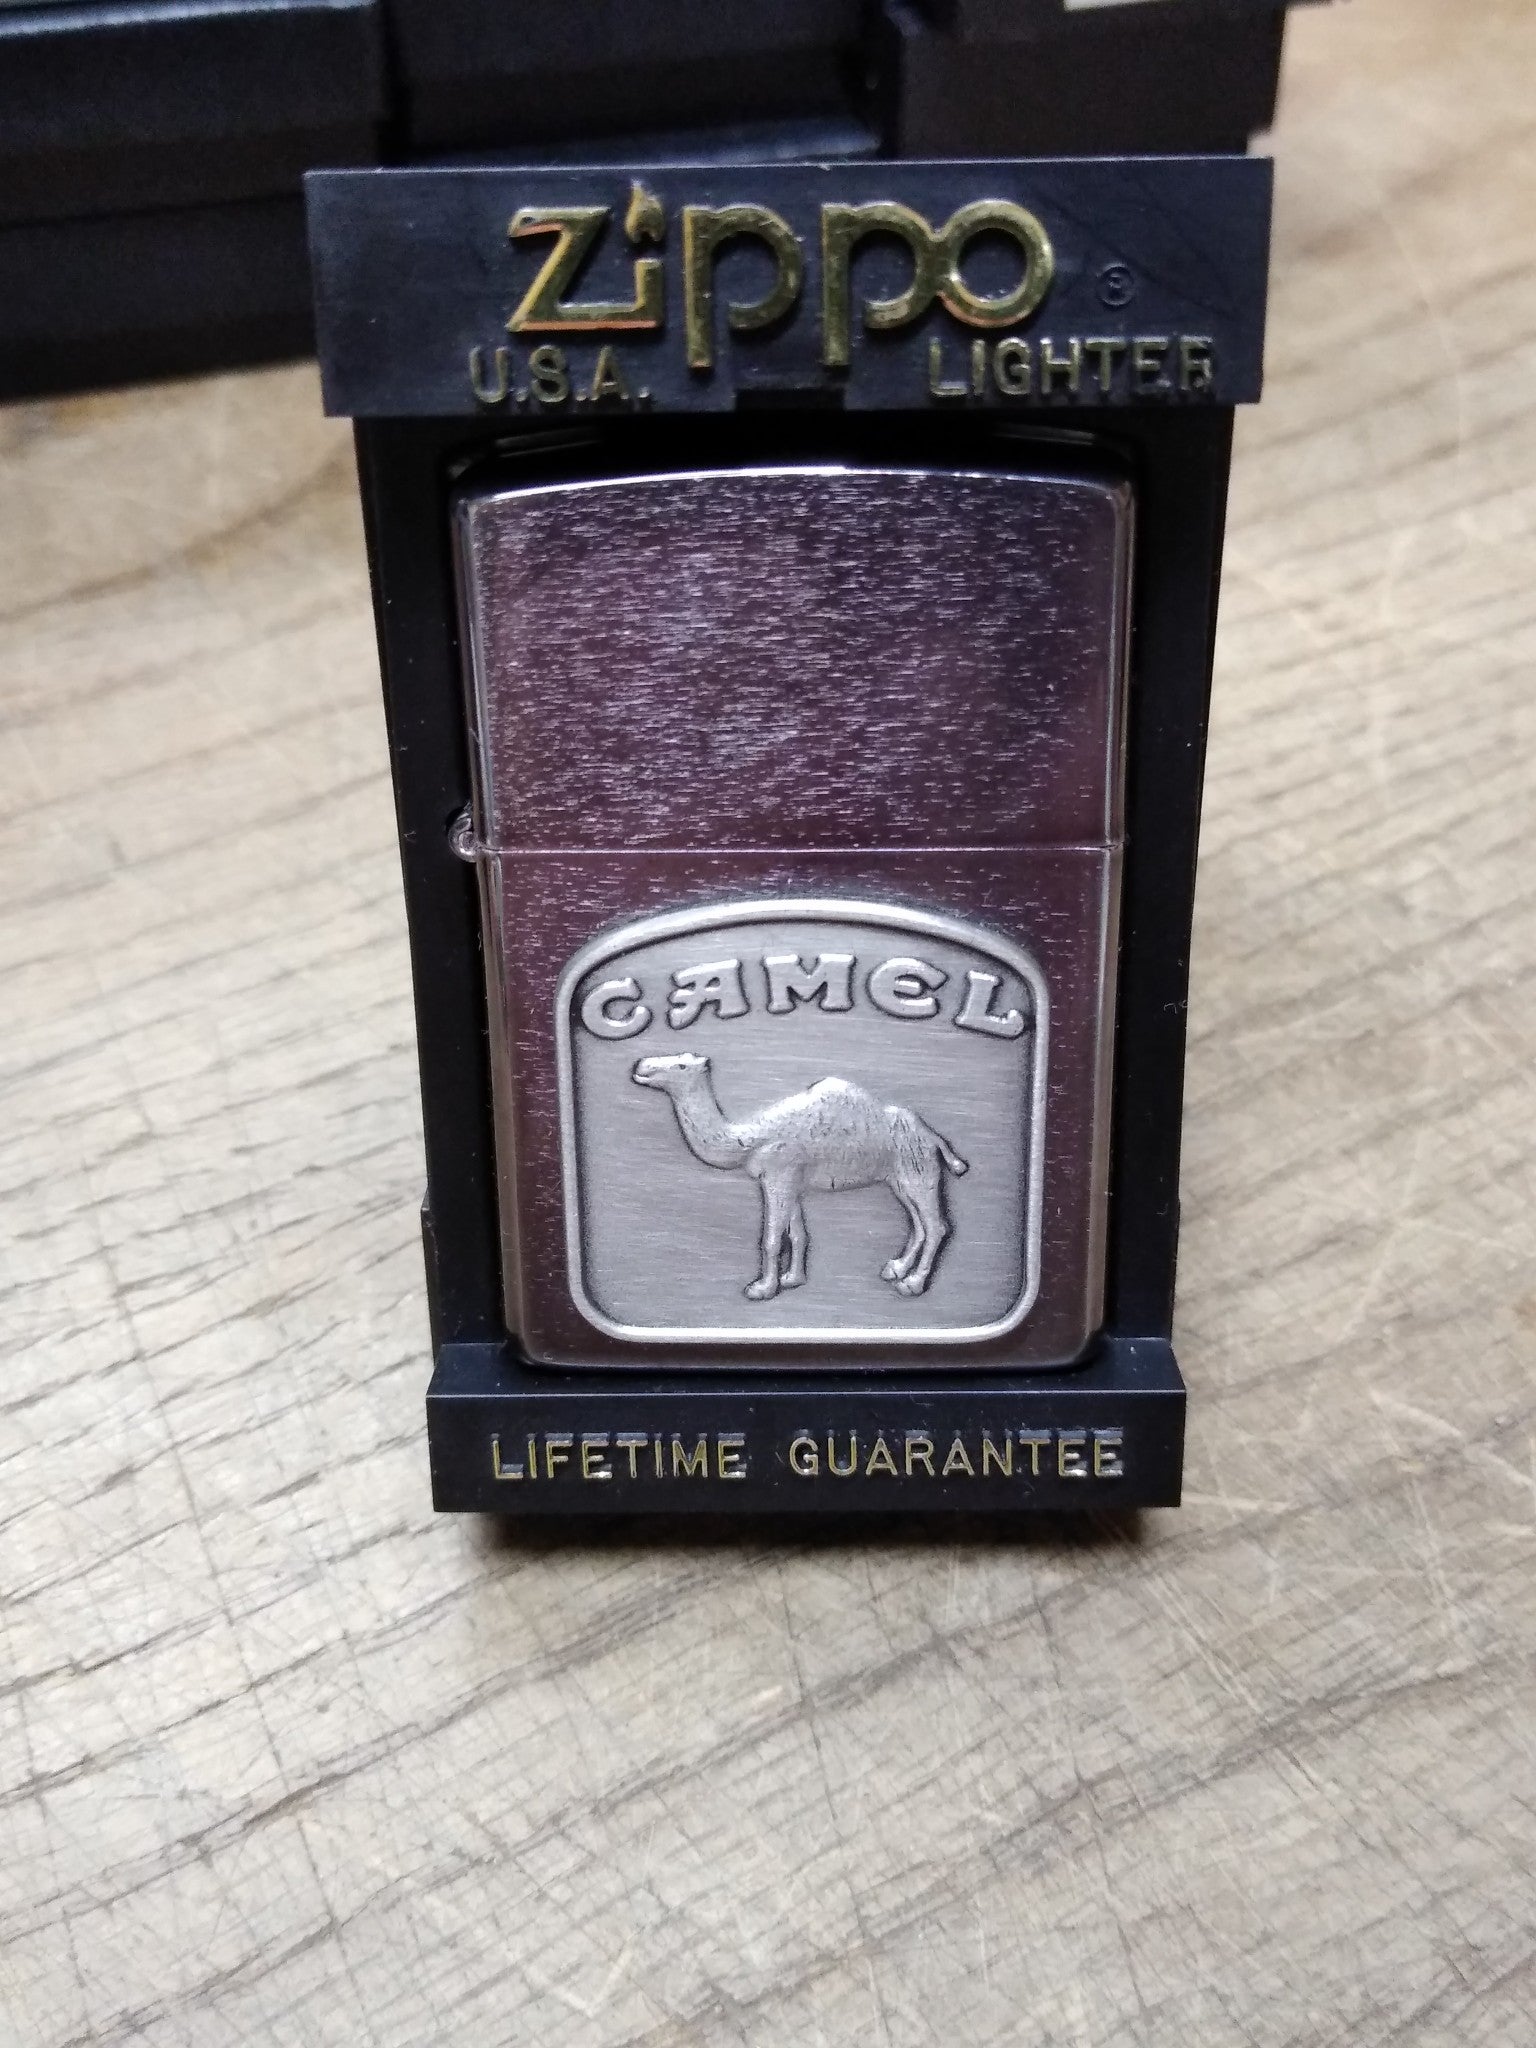 Zippo ®
U.S.A. LIGHTER
CAMEL
LIFETIME GUARANTEE